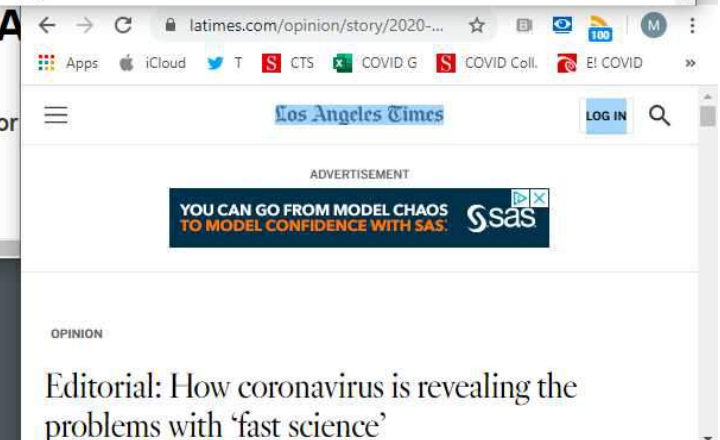 A
latimes.com/opinion/story/2020-...
100
M
Apps iCloud T S CTS COVID G S COVID Coll. E! COVID »
or
Los Angeles Times
LOG IN
ADVERTISEMENT
YOU CAN GO FROM MODEL CHAOS
TO MODEL CONFIDENCE WITH SAS.
sas
OPINION
Editorial: How coronavirus is revealing the
problems with ‘fast science’